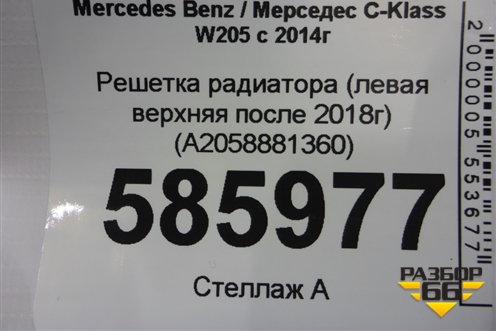 Mercedes Benz / Мерседес C-Klass
W205 с 2014г
Решетка радиатора (левая
верхняя после 2018г)
(A2058881360)
585977
Стеллаж А
2000005553677
РАЗБОР
66